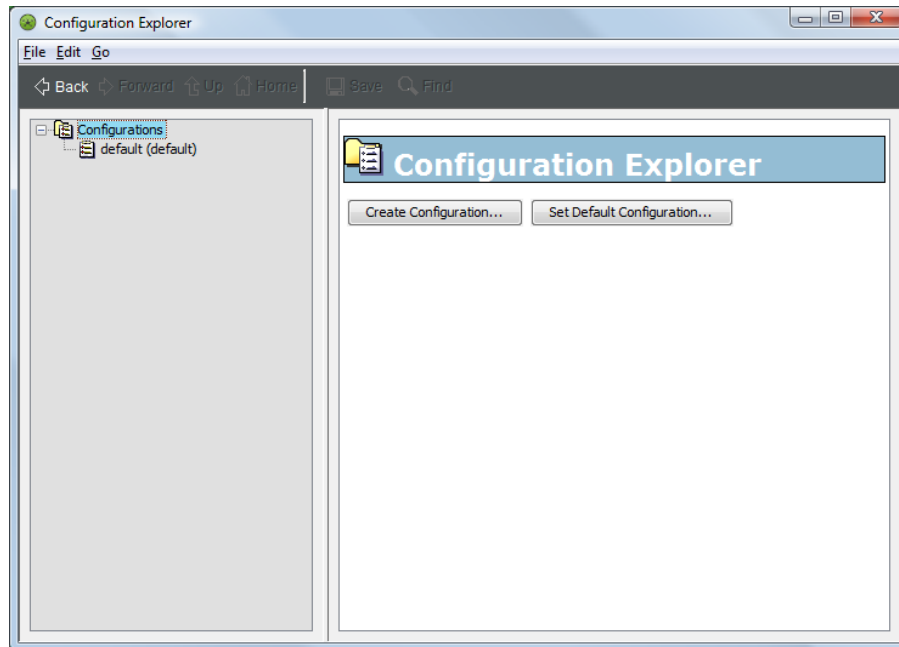 Configuration Explorer
File Edit Go
Back Forward Up Home Save Find
Configurations
default (default)
Configuration Explorer
Create Configuration... Set Default Configuration...